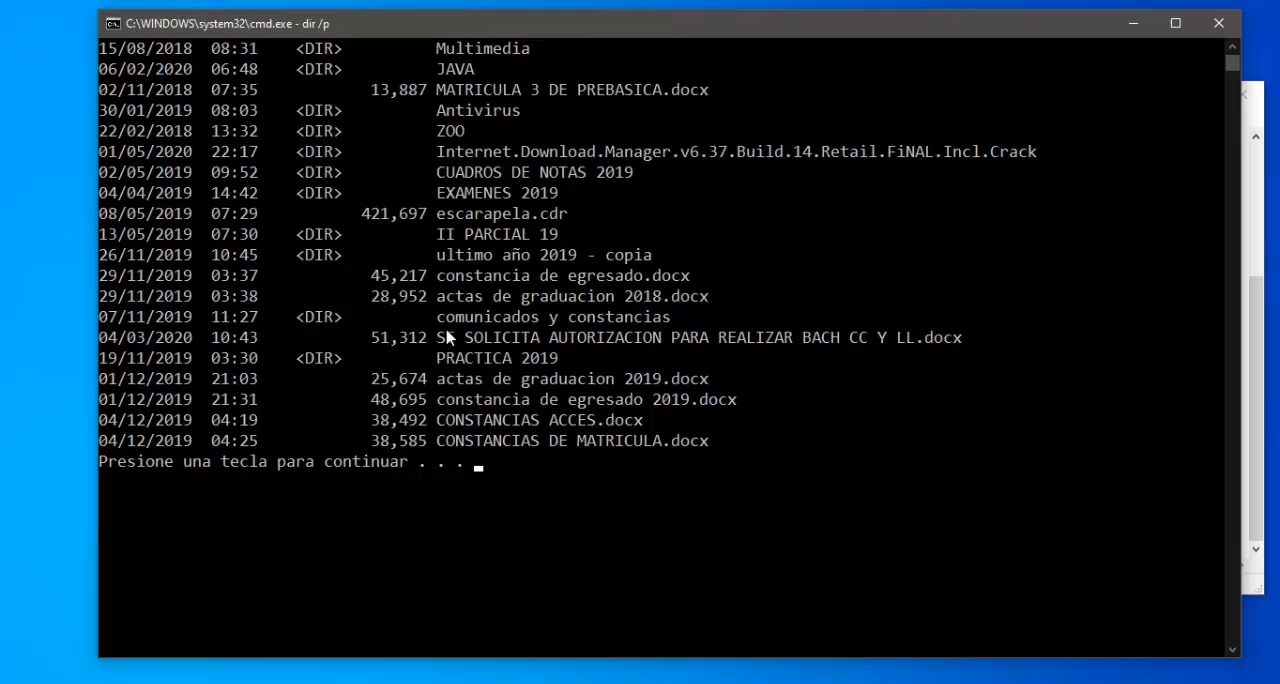 C:\WINDOWS\system32\cmd.exe - dir /p
15/08/2018 08:31 <DIR> Multimedia
06/02/2020 06:48 <DIR> JAVA
02/11/2018 07:35 13,887 MATRICULA 3 DE PREBASICA.docx
30/01/2019 08:03 <DIR> Antivirus
22/02/2018 13:32 <DIR> ZOO
01/05/2020 22:17 <DIR> Internet.Download.Manager.v6.37.Build.14.Retail.FiNAL.Incl.Crack
02/05/2019 09:52 <DIR> CUADROS DE NOTAS 2019
04/04/2019 14:42 <DIR> EXAMENES 2019
08/05/2019 07:29 421,697 escarapela.cdr
13/05/2019 07:30 <DIR> II PARCIAL 19
26/11/2019 10:45 <DIR> ultimo año 2019 - copia
29/11/2019 03:37 45,217 constancia de egresado.docx
29/11/2019 03:38 28,952 actas de graduacion 2018.docx
07/11/2019 11:27 <DIR> comunicados y constancias
04/03/2020 10:43 51,312 SE SOLICITA AUTORIZACION PARA REALIZAR BACH CC Y LL.docx
19/11/2019 03:30 <DIR> PRACTICA 2019
01/12/2019 21:03 25,674 actas de graduacion 2019.docx
01/12/2019 21:31 48,695 constancia de egresado 2019.docx
04/12/2019 04:19 38,492 CONSTANCIAS ACCES.docx
04/12/2019 04:25 38,585 CONSTANCIAS DE MATRICULA.docx
Presione una tecla para continuar . . .